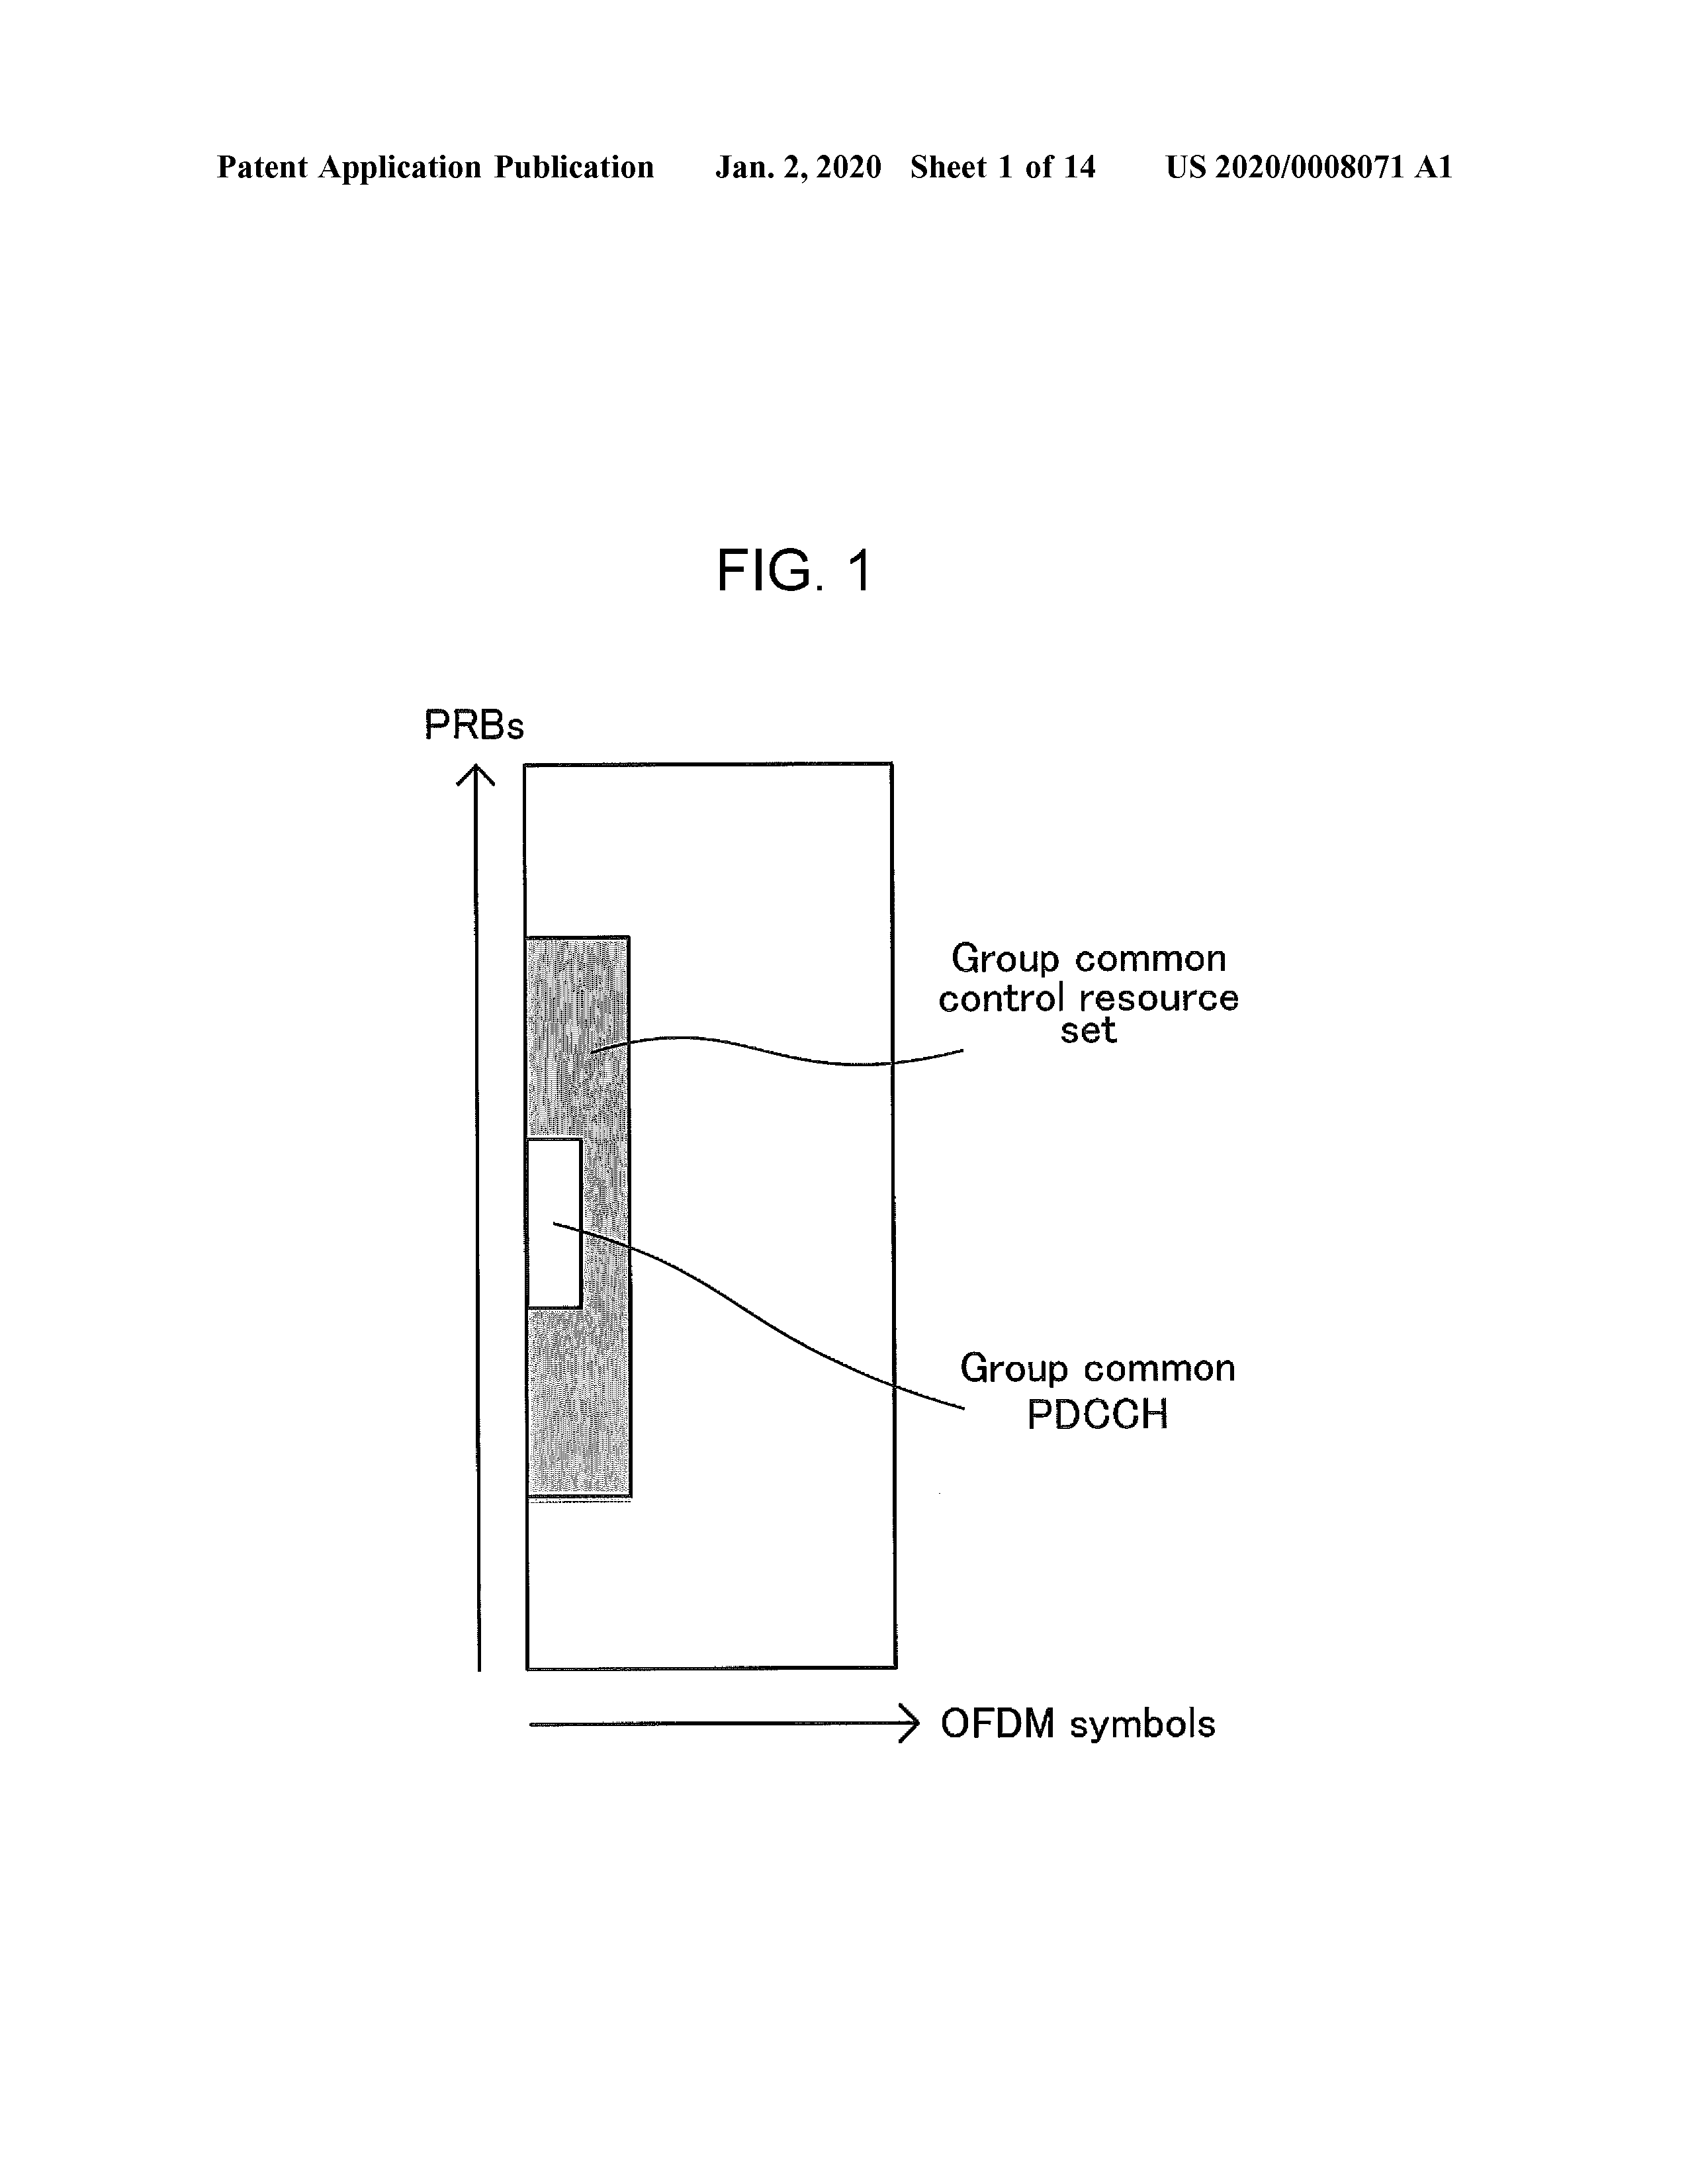 Patent Application Publication Jan. 2, 2020 Sheet 1 of 14 US 2020/0008071 A1
FIG. 1
PRBs
Group common
control resource
set
Group common
PDCCH
OFDM symbols